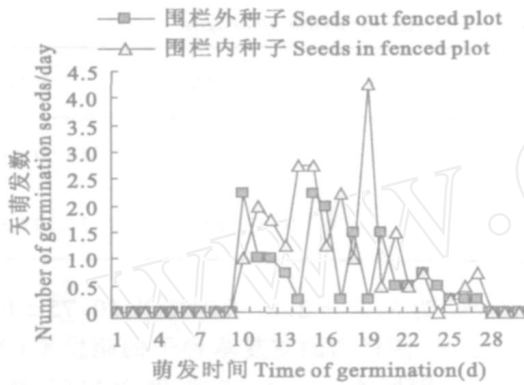 围栏外种子 Seeds out fenced plot
围栏内种子 Seeds in fenced plot
天萌发数
Number of germination seeds/day
4.5
3.5
3.0
2.5
2.0
1.5
1.0
0.5
0
1 4 7 10 13 16 19 22 25 28
萌发时间 Time of germination(d)
www.